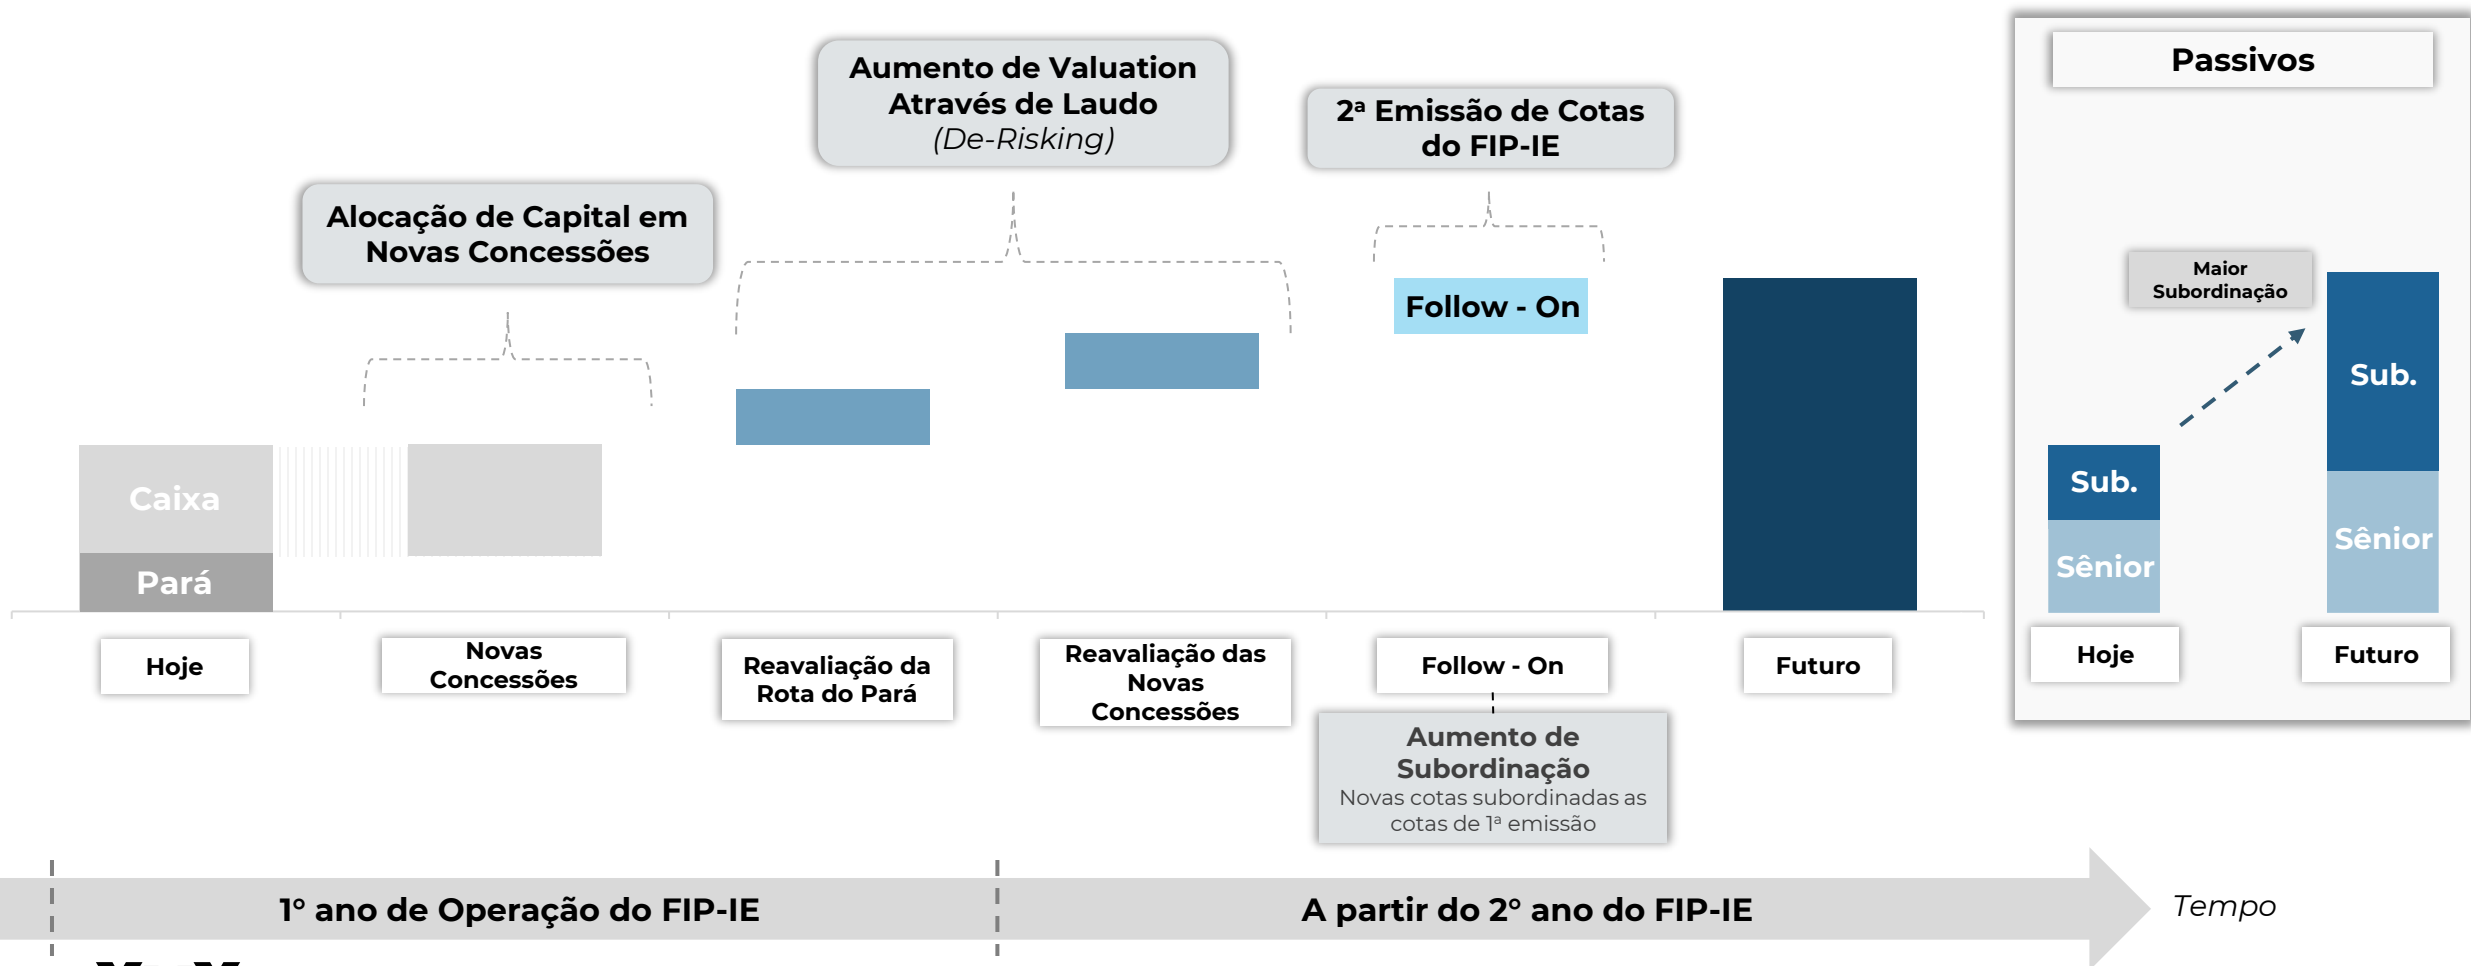 Passivos
Aumento de Valuation
Através de Laudo
(De-Risking)
2ª Emissão de Cotas
do FIP-IE
Alocação de Capital em
Novas Concessões
Follow - On
Maior
Subordinação
Caixa
Pará
Sub.
Sênior
Sub.
Sênior
Hoje
Novas
Concessões
Reavaliação da
Rota do Pará
Reavaliação das
Novas
Concessões
Follow - On
Futuro
Hoje
Futuro
Aumento de
Subordinação
Novas cotas subordinadas as
cotas de 1ª emissão
1° ano de Operação do FIP-IE
A partir do 2° ano do FIP-IE
Tempo